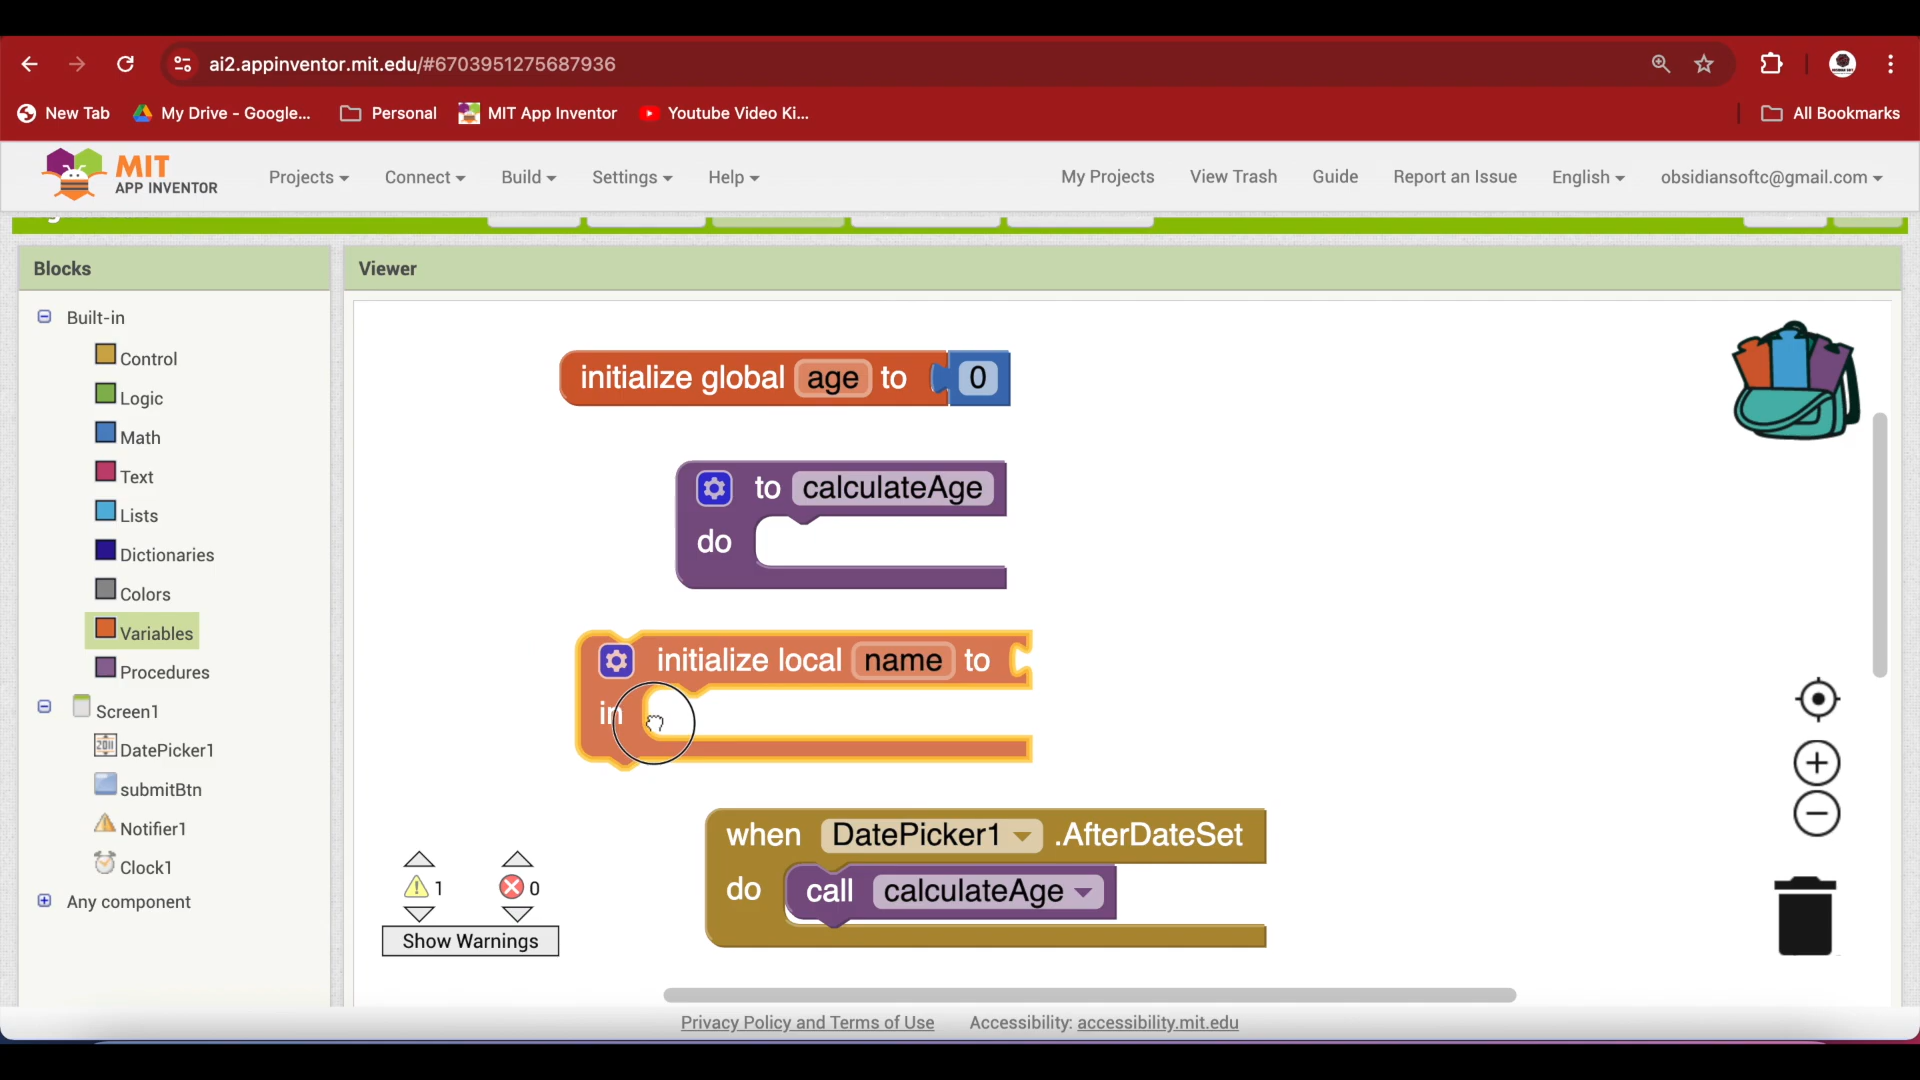 ai2.appinventor.mit.edu/#6703951275687936
New Tab
My Drive - Google...
Personal
MIT App Inventor
Youtube Video Ki...
All Bookmarks
MIT
APP INVENTOR
Projects
Connect
Build
Settings
Help
My Projects
View Trash
Guide
Report an Issue
English
obsidiansoftc@gmail.com
Blocks
Viewer
Built-in
Control
Logic
Math
Text
Lists
Dictionaries
Colors
Variables
Procedures
Screen1
DatePicker1
submitBtn
Notifier1
Clock1
Any component
initialize global age to 0
to calculateAge
do
initialize local name to
in
when DatePicker1 .AfterDateSet
do call calculateAge
1
0
Show Warnings
Privacy Policy and Terms of Use
Accessibility: accessibility.mit.edu